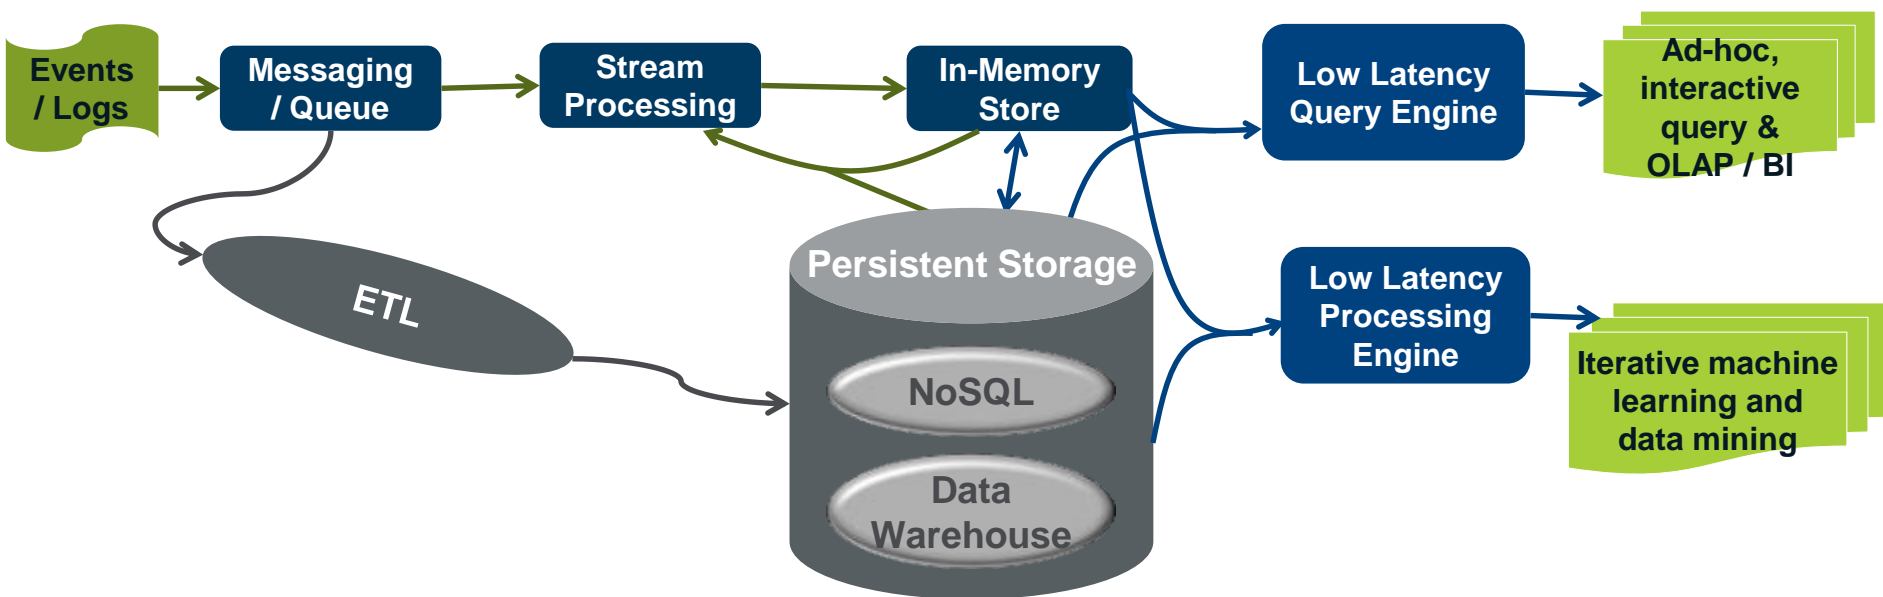 Events
/ Logs
Messaging
/ Queue
Stream
Processing
In-Memory
Store
Low Latency
Query Engine
Ad-hoc,
interactive
query &
OLAP / BI
ETL
Persistent Storage
NoSQL
Data
Warehouse
Low Latency
Processing
Engine
Iterative machine
learning and
data mining